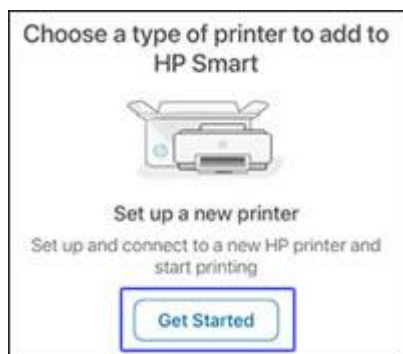 Choose a type of printer to add to
HP Smart
Set up a new printer
Set up and connect to a new HP printer and
start printing
Get Started